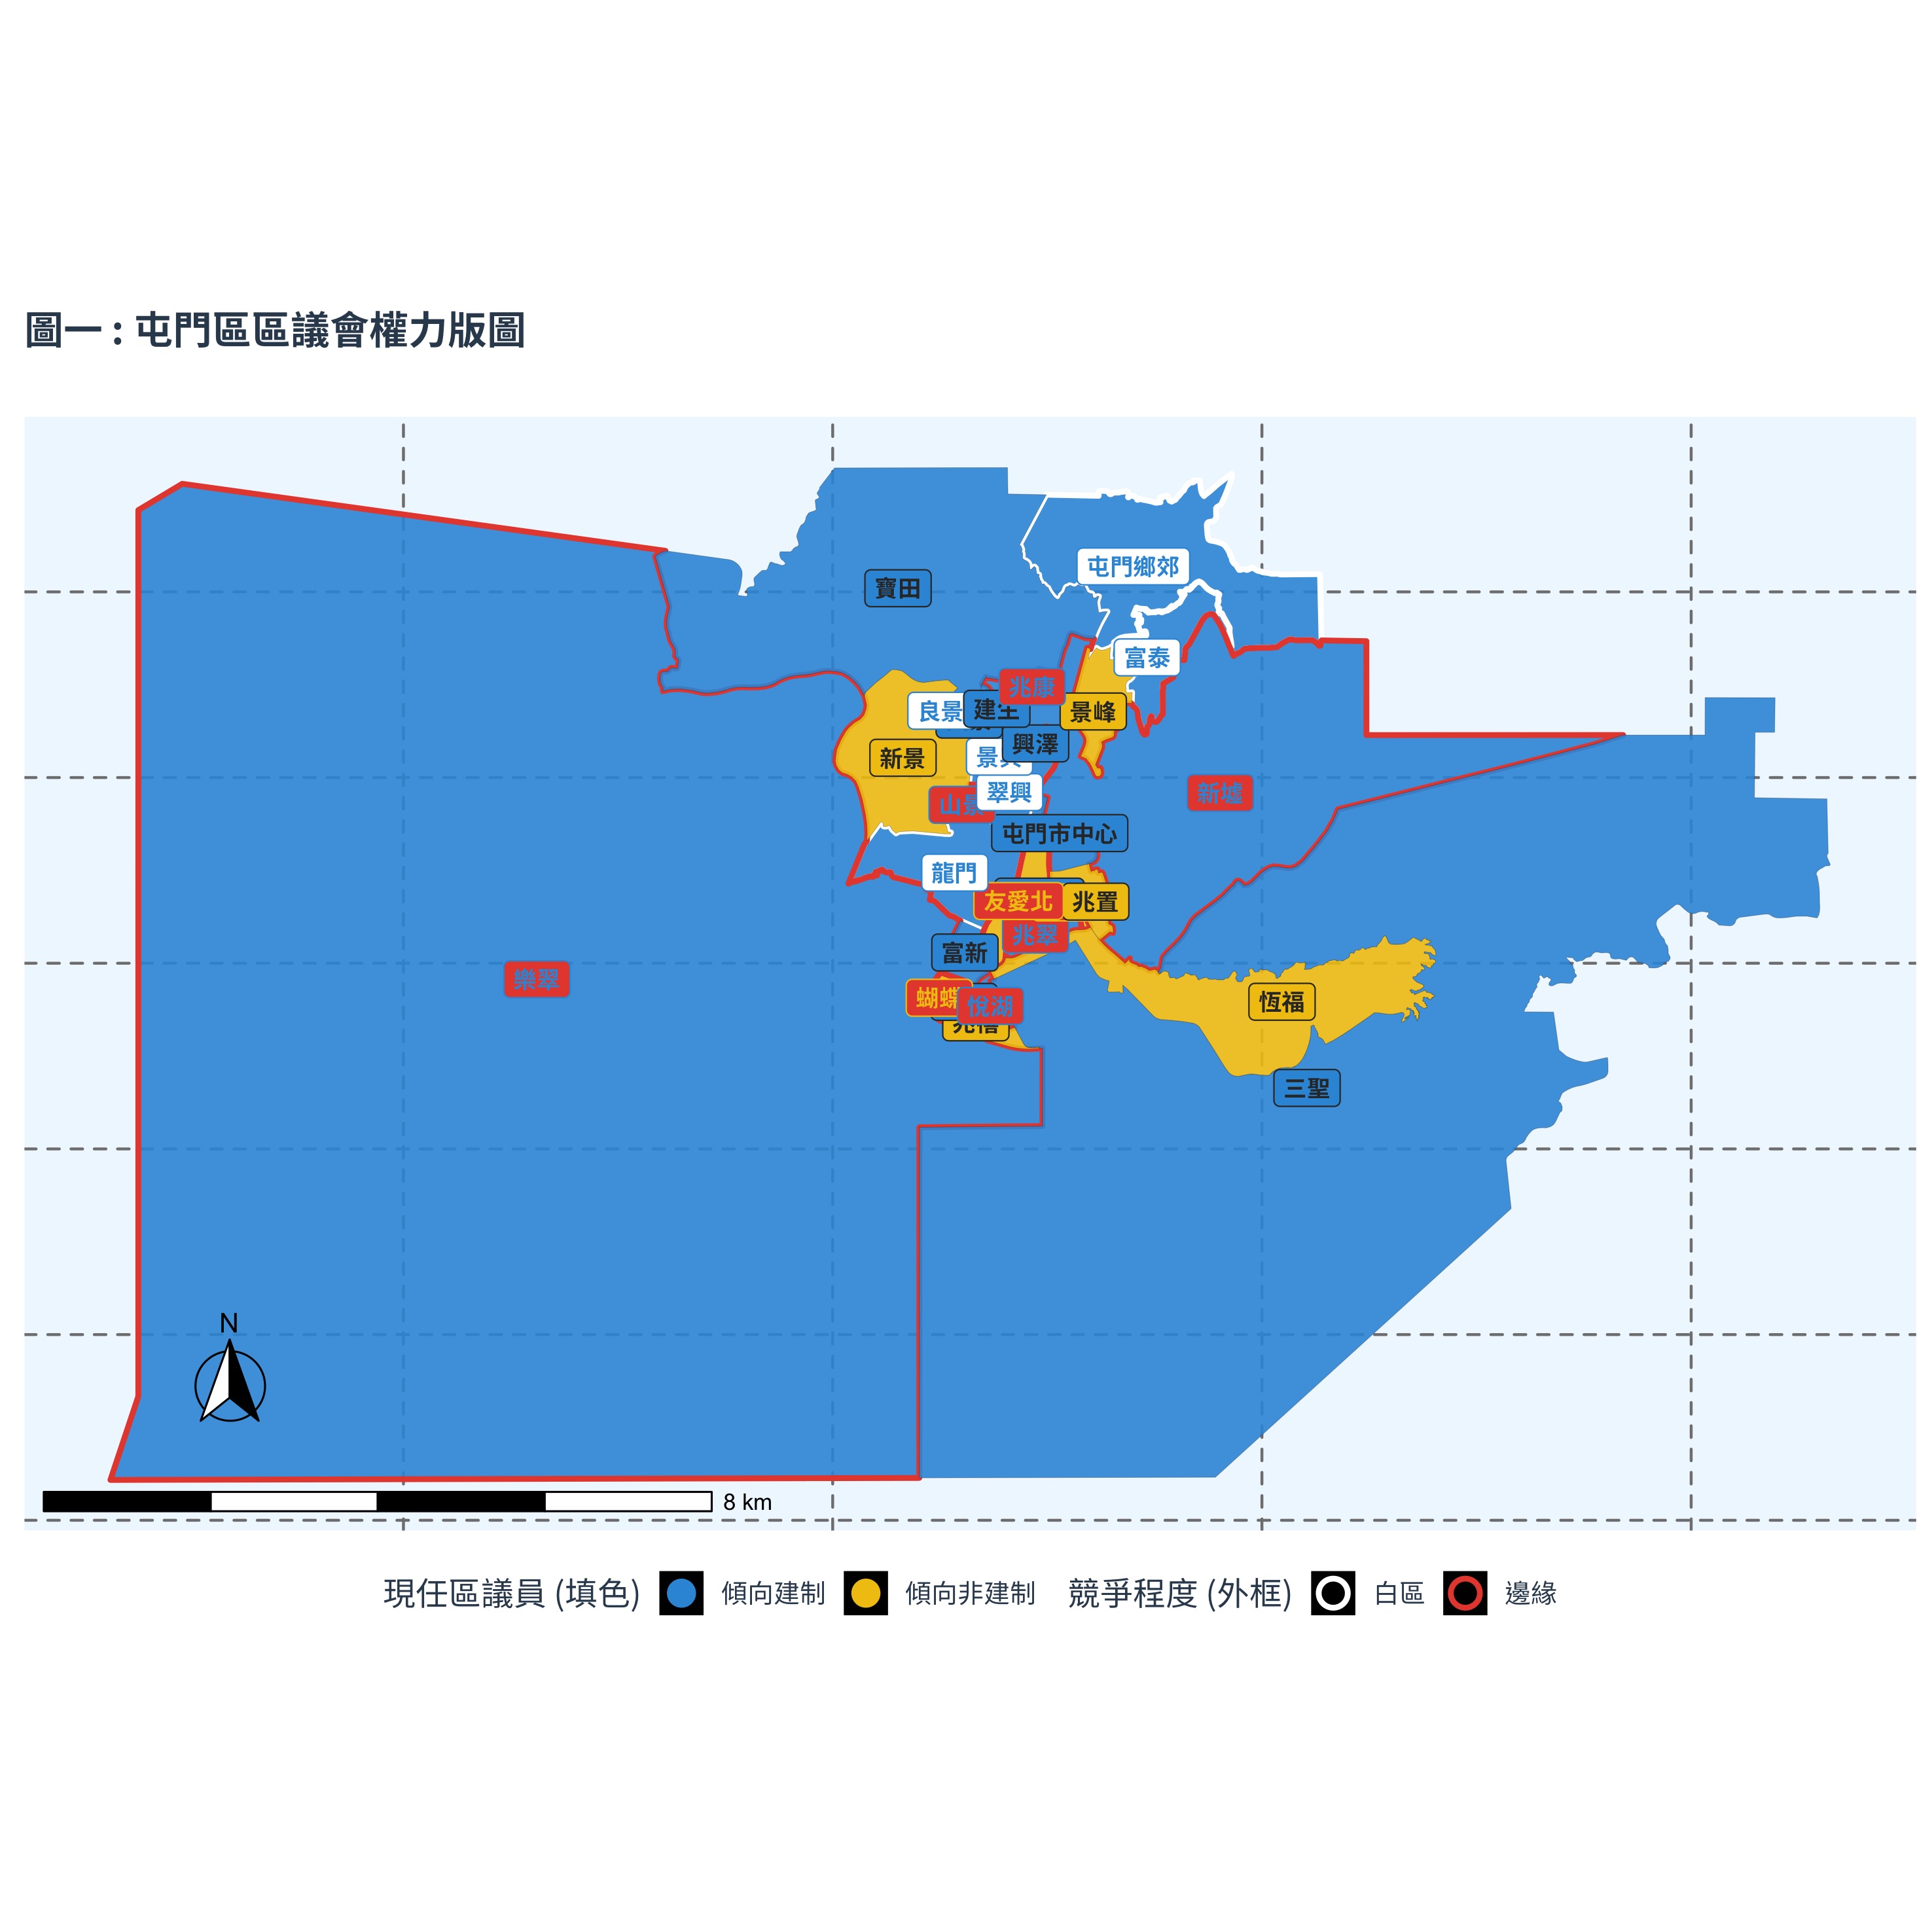 圖一 : 屯門區區議會權力版圖
屯門鄉郊
寶田
富泰
兆康
良景
建生
景峰
興澤
新景
翠興
新墟
山景
屯門市中心
龍門
友愛北
兆置
兆翠
富新
樂翠
蝴蝶
悅湖
恆福
兆禧
三聖
N
8 km
現任區議員 (填色) 傾向建制 傾向非建制 競爭程度 (外框) 白區 邊緣